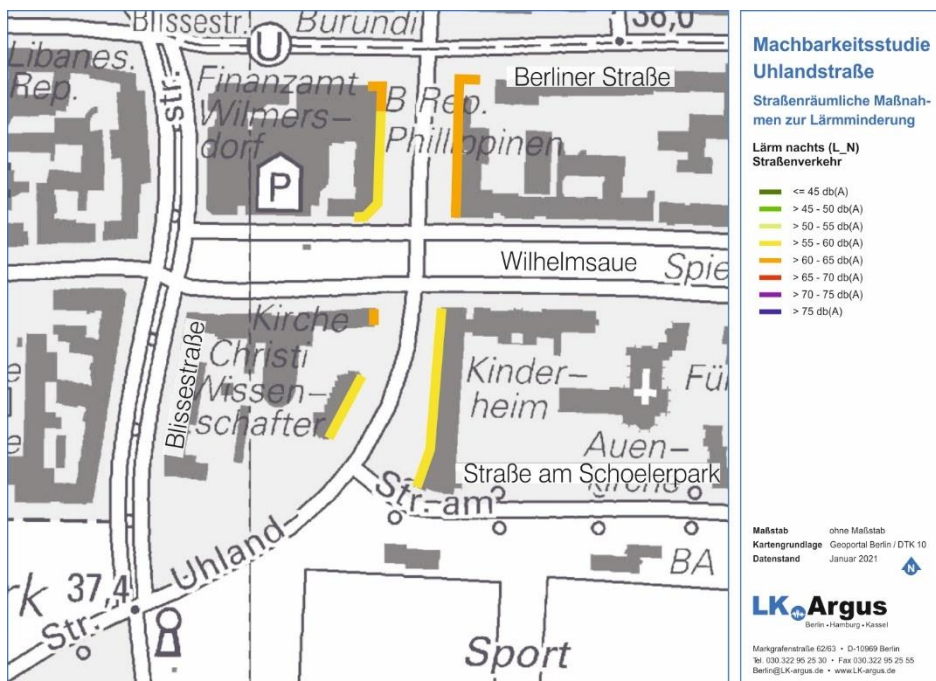 Blissestr.
U
Burundi
38,0
Libanes.
Rep.
str.
Finanzamt
Wilmers-
dorf
P
B Rep.
Phillippinen
Berliner Straße
Wilhelmsaue
Spie
Kirche
Christi
Wissen-
schafter
Blissestraße
Kinder-
heim
Fü
Auen-
Straße am Schoelerpark
Str. am
Uhland
Str.
37,4
rk
BA
Sport
Machbarkeitsstudie
Uhlandstraße
Straßenräumliche Maßnah-
men zur Lärmminderung
Lärm nachts (L_N)
Straßenverkehr
<= 45 db(A)
> 45 - 50 db(A)
> 50 - 55 db(A)
> 55 - 60 db(A)
> 60 - 65 db(A)
> 65 - 70 db(A)
> 70 - 75 db(A)
> 75 db(A)
Maßstab ohne Maßstab
Kartengrundlage Geoportal Berlin / DTK 10
Datenstand Januar 2021
N
LK Argus
Berlin • Hamburg • Kassel
Markgrafenstraße 62/63 • D-10969 Berlin
Tel. 030.322 95 25 30 • Fax 030.322 95 25 55
Berlin@LK-argus.de • www.LK-argus.de